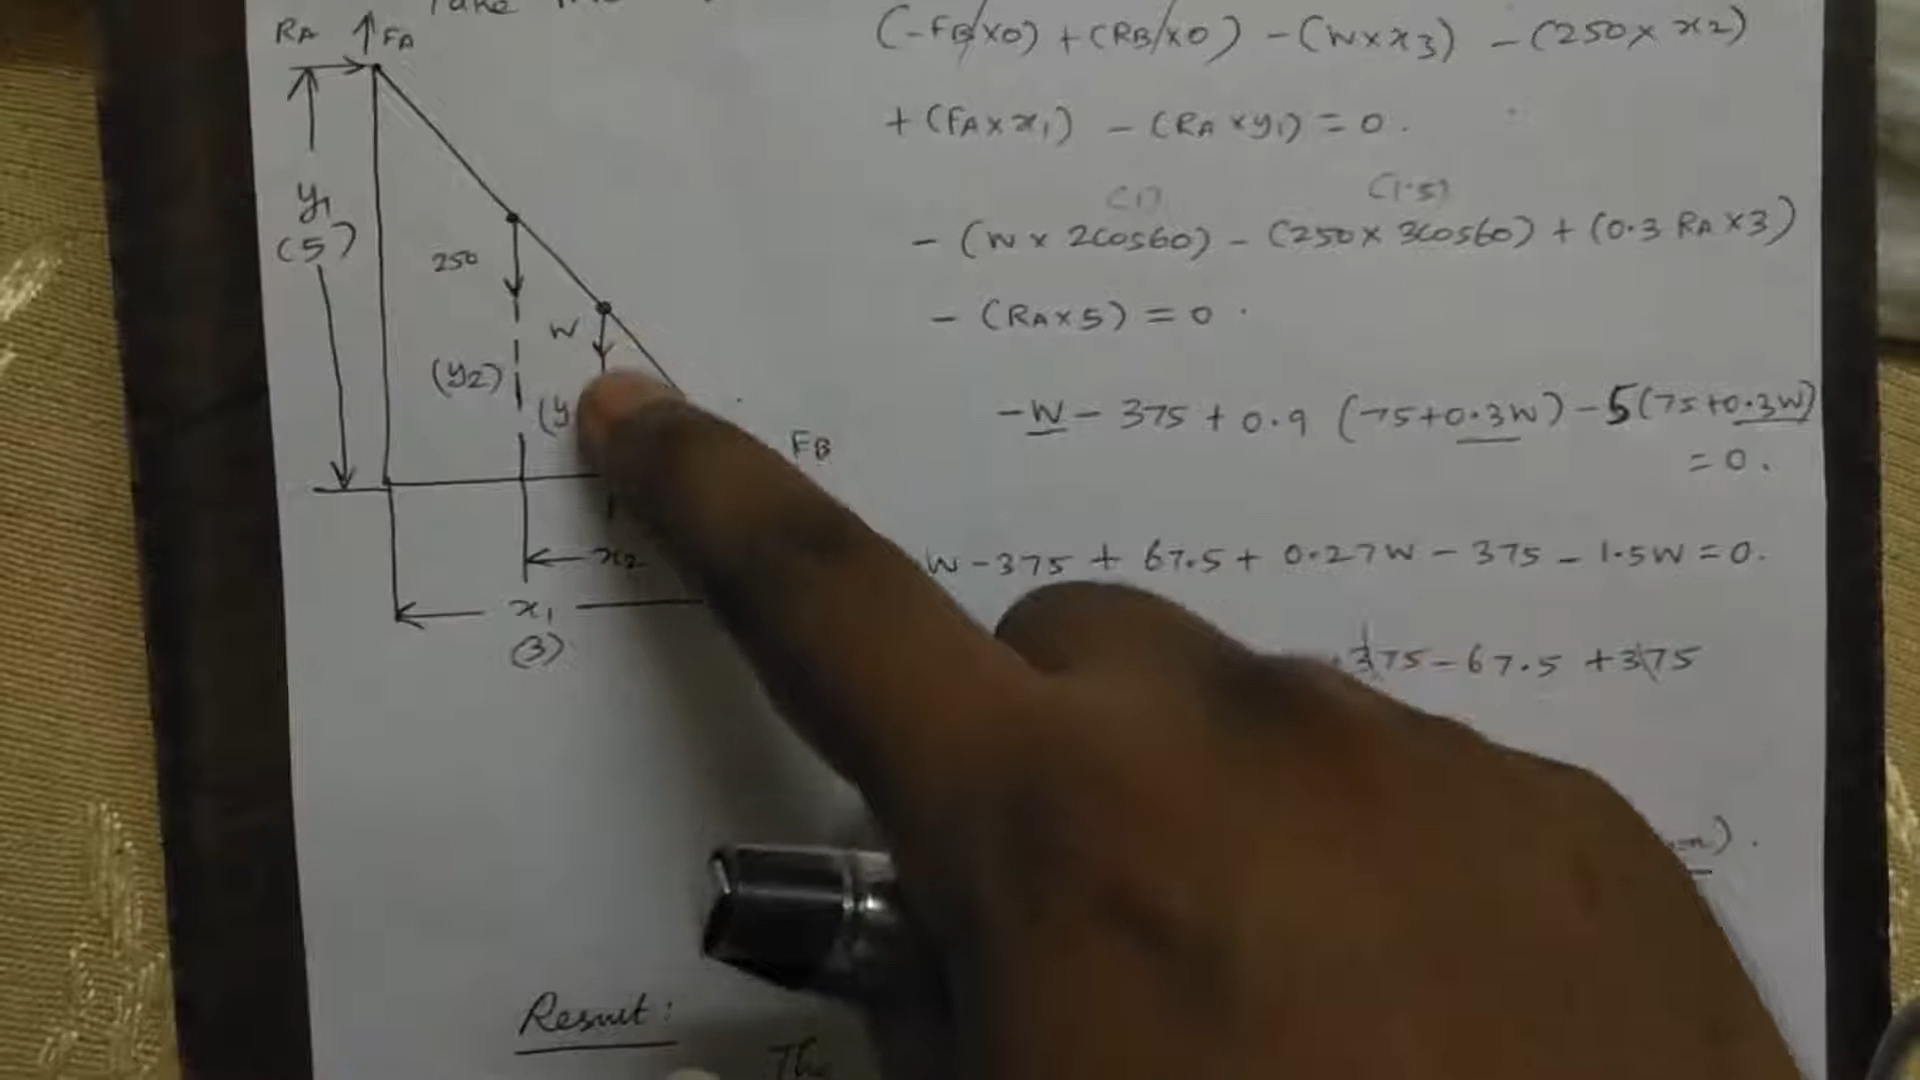 Take
RA ↑ FA
y1
(5)
250
W
(y2)
(y
FB
x2
x1
(3)
(-FB×0) + (RB×0) - (W×x3) - (250× x2)
+ (FA× x1) - (RA ×y1) = 0 .
(1) (1.5)
- (W× 2cos60) - (250× 3cos60) + (0.3 RA ×3)
- (RA×5) = 0 .
-W - 375 + 0.9 (75+0.3W) - 5(75+0.3W)
= 0 .
W - 375 + 67.5 + 0.27W - 375 - 1.5W = 0.
375 - 67.5 + 375
) .
Result :
The